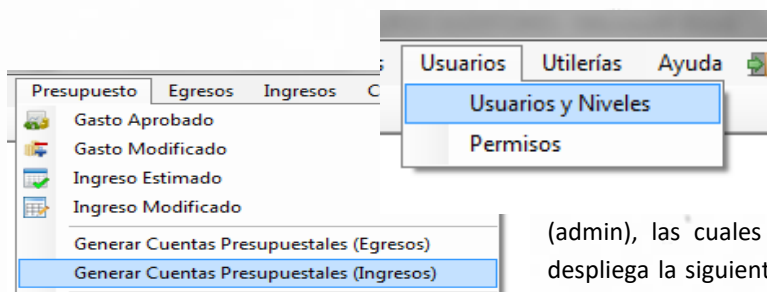 Usuarios Utilerías Ayuda
Usuarios y Niveles
Permisos
Presupuesto Egresos Ingresos C
Gasto Aprobado
Gasto Modificado
Ingreso Estimado
Ingreso Modificado
Generar Cuentas Presupuestales (Egresos)
Generar Cuentas Presupuestales (Ingresos)
(admin), las cuales
despliega la siguient